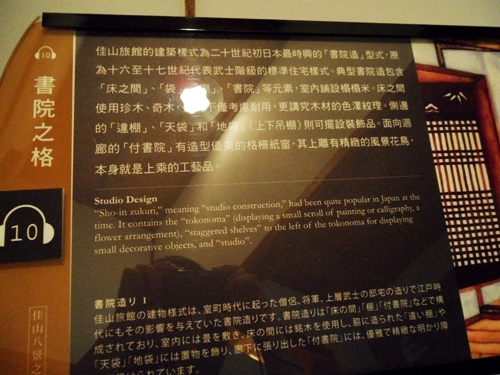 10
書院之格
10
佳山八景之
佳山旅館的建築樣式為二十世紀初日本最時興的「書院造」型式,原
為十六至十七世紀代表武士階級的標準住宅樣式。典型書院造包含
「床之間」、「袋
「書院」等元素,室內鋪設榻榻米。床之間
使用珍木、奇木,
不僅考慮耐用,更講究木材的色澤紋理。側邊
的「違棚」、「天袋」和「地袋」(上下吊櫃)則可擺設裝飾品。面向迴
廊的「付書院」有造型優美的格柵紙窗,其上雕有精緻的風景花鳥,
本身就是上乘的工藝品。
Studio Design
"Sho-in zukuri," meaning "studio construction," had been quite popular in Japan at the
time. It contains the "tokonoma" (displaying a small scroll of painting or calligraphy, a
flower arrangement), "staggered shelves" to the left of the tokonoma for displaying
small decorative objects, and "studio".
書院造り I
佳山旅館の建物様式は、室町時代に起った僧侶、将軍、上層武士の邸宅の造りで江戸時
代にもその影響を与えていた書院造りです。書院造りは「床の間」「棚」「付書院」などで構
成されており、室内には畳を敷き、床の間には銘木を使用し、脇に造られた「違い棚」や
「天袋」「地袋」には置物を飾り、廊下に張り出した「付書院」には、優雅で精緻な明かり障
けられています。